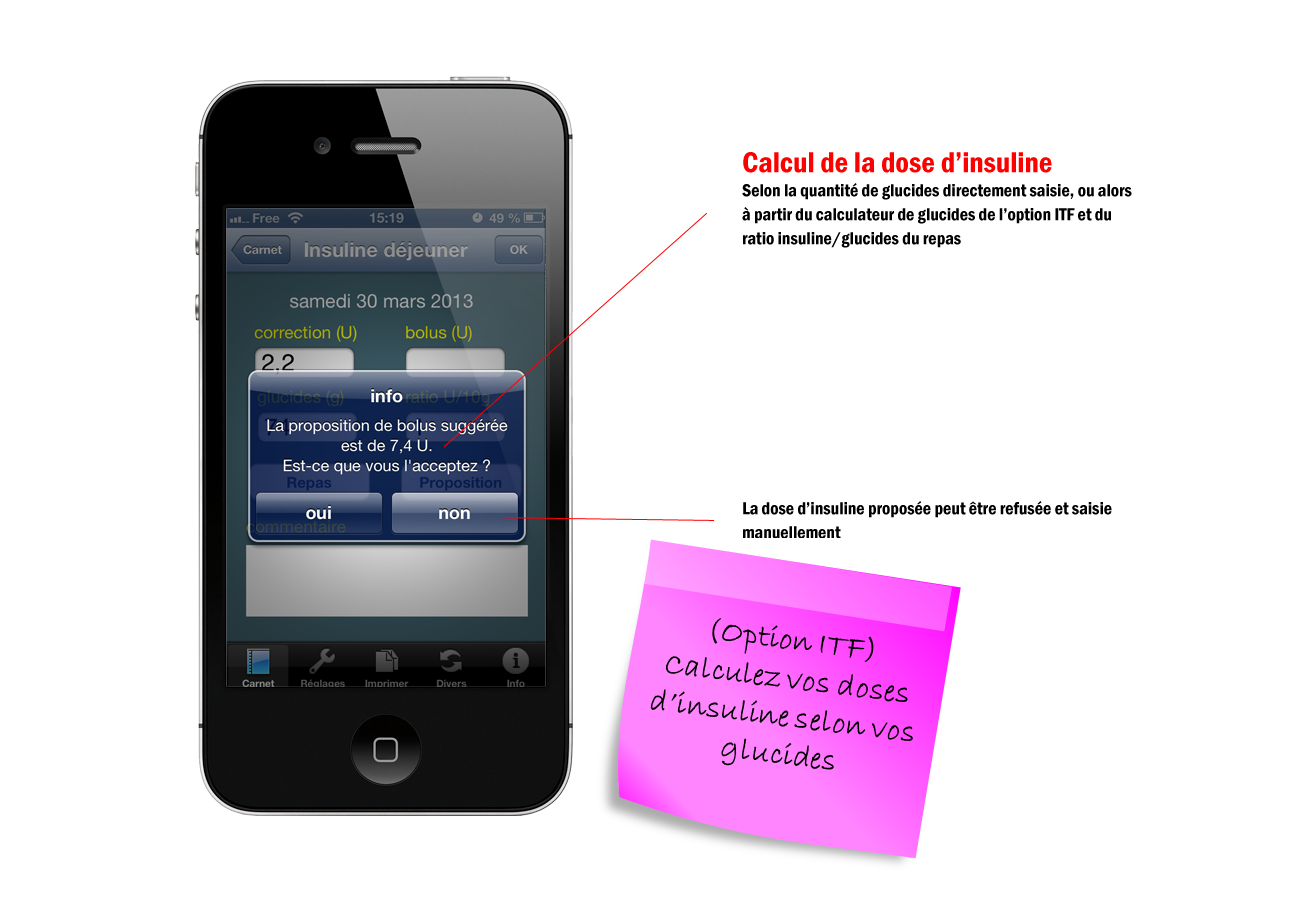 Free 15:19 49 %
Carnet Insuline déjeuner OK
samedi 30 mars 2013
correction (U) bolus (U)
2,2
glucides (g) ratio U/10g
info
La proposition de bolus suggérée
est de 7,4 U.
Est-ce que vous l'acceptez ?
Repas Proposition
oui non
commentaire
Carnet Réglages Imprimer Divers Info
Calcul de la dose d’insuline
Selon la quantité de glucides directement saisie, ou alors
à partir du calculateur de glucides de l’option ITF et du
ratio insuline/glucides du repas
La dose d’insuline proposée peut être refusée et saisie
manuellement
(Option ITF)
Calculez vos doses
d’insuline selon vos
glucides